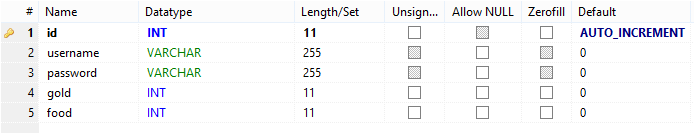 # Name Datatype Length/Set Unsign... Allow NULL Zerofill Default
1 id INT 11 AUTO_INCREMENT
2 username VARCHAR 255 0
3 password VARCHAR 255 0
4 gold INT 11 0
5 food INT 11 0